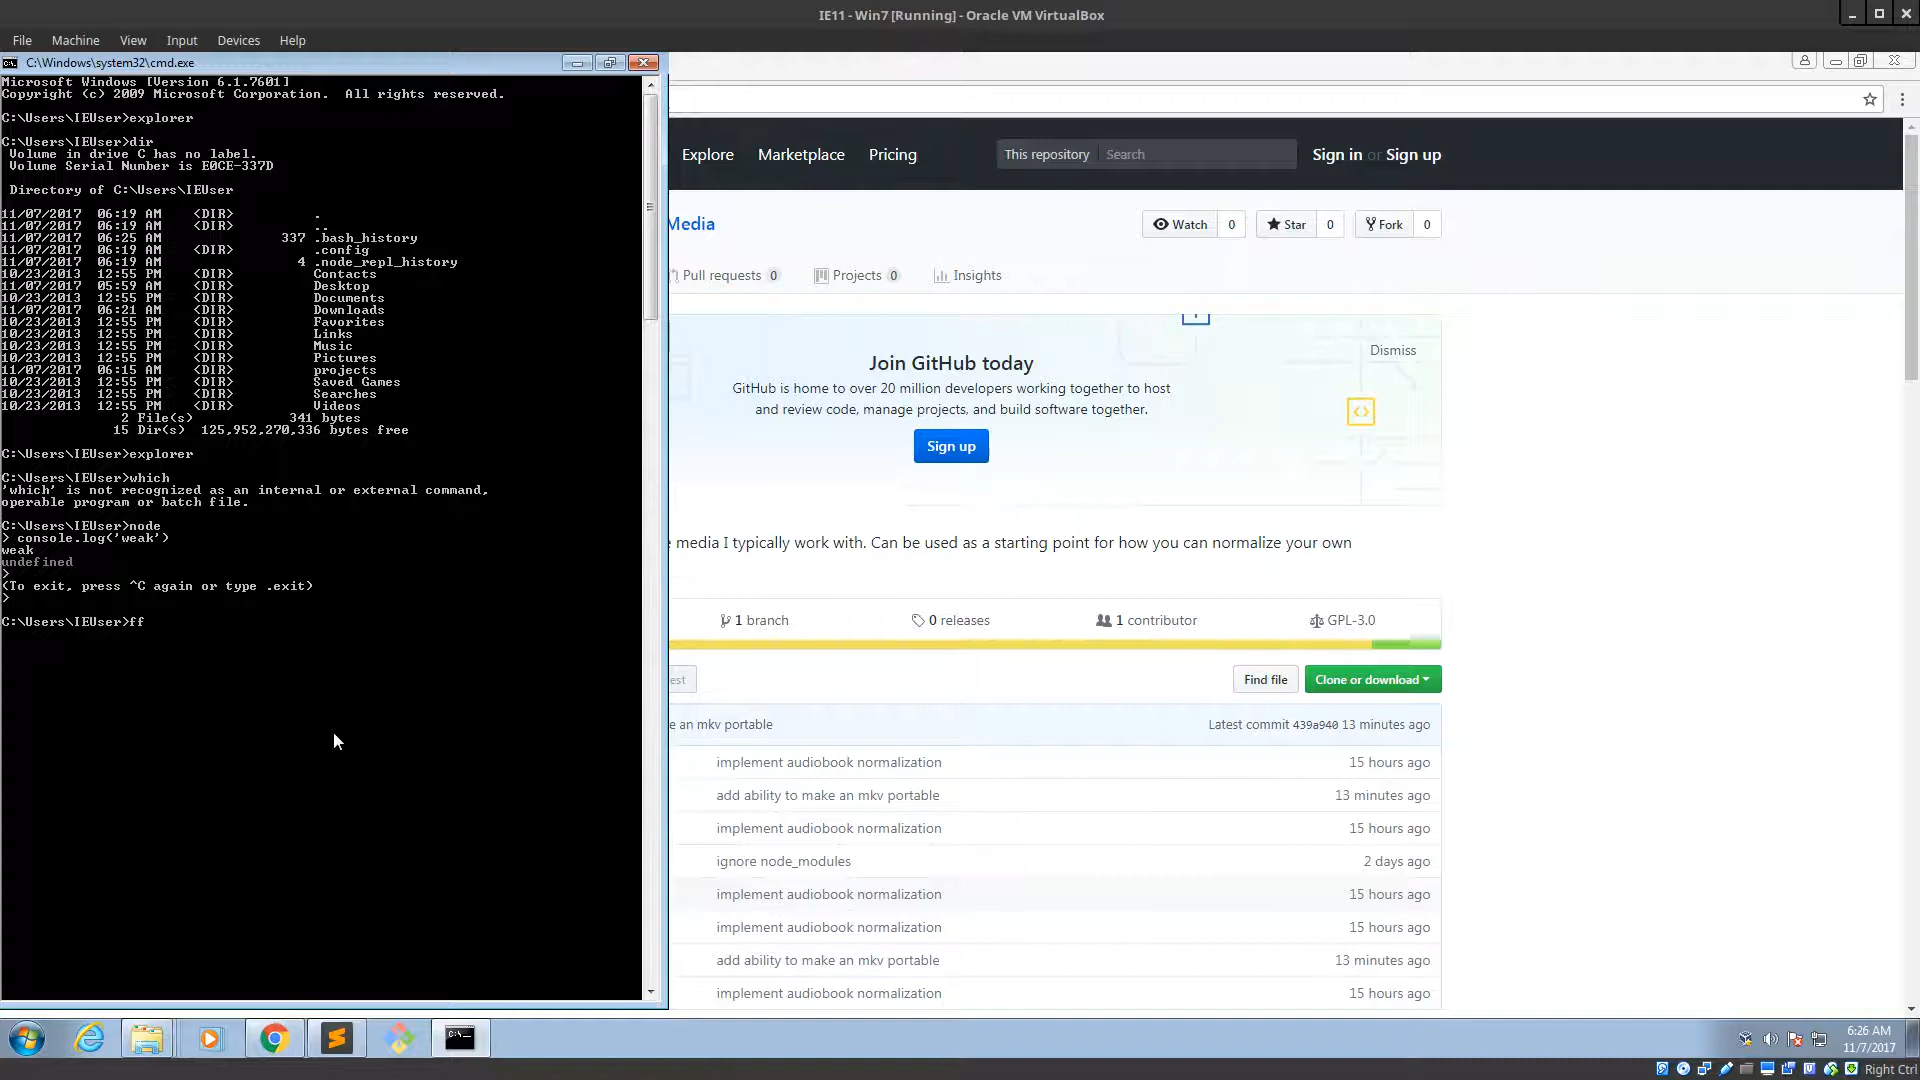 IE11 - Win7 [Running] - Oracle VM VirtualBox
File Machine View Input Devices Help
C:\Windows\system32\cmd.exe
Microsoft Windows [Version 6.1.7601]
Copyright (c) 2009 Microsoft Corporation.  All rights reserved.
C:\Users\IEUser>explorer
C:\Users\IEUser>dir
Volume in drive C has no label.
Volume Serial Number is E0CE-337D
Directory of C:\Users\IEUser
11/07/2017  06:19 AM    <DIR>          .
11/07/2017  06:19 AM    <DIR>          ..
11/07/2017  06:25 AM               337 .bash_history
11/07/2017  06:19 AM    <DIR>          .config
11/07/2017  06:19 AM                 4 .node_repl_history
10/23/2013  12:55 PM    <DIR>          Contacts
11/07/2017  05:59 AM    <DIR>          Desktop
10/23/2013  12:55 PM    <DIR>          Documents
11/07/2017  06:21 AM    <DIR>          Downloads
10/23/2013  12:55 PM    <DIR>          Favorites
10/23/2013  12:55 PM    <DIR>          Links
10/23/2013  12:55 PM    <DIR>          Music
10/23/2013  12:55 PM    <DIR>          Pictures
11/07/2017  06:15 AM    <DIR>          projects
10/23/2013  12:55 PM    <DIR>          Saved Games
10/23/2013  12:55 PM    <DIR>          Searches
10/23/2013  12:55 PM    <DIR>          Videos
2 File(s)            341 bytes
15 Dir(s)  125,952,270,336 bytes free
C:\Users\IEUser>explorer
C:\Users\IEUser>which
'which' is not recognized as an internal or external command,
operable program or batch file.
C:\Users\IEUser>node
> console.log('weak')
weak
undefined
>
(To exit, press ^C again or type .exit)
>
C:\Users\IEUser>ff
Explore Marketplace Pricing This repository Search Sign in or Sign up
Media Watch 0 Star 0 Fork 0
Pull requests 0 Projects 0 Insights
Join GitHub today
Dismiss
GitHub is home to over 20 million developers working together to host
and review code, manage projects, and build software together.
Sign up
media I typically work with. Can be used as a starting point for how you can normalize your own
1 branch 0 releases 1 contributor GPL-3.0
est Find file Clone or download
an mkv portable Latest commit 439a940 13 minutes ago
implement audiobook normalization 15 hours ago
add ability to make an mkv portable 13 minutes ago
implement audiobook normalization 15 hours ago
ignore node_modules 2 days ago
implement audiobook normalization 15 hours ago
implement audiobook normalization 15 hours ago
add ability to make an mkv portable 13 minutes ago
implement audiobook normalization 15 hours ago
6:26 AM
11/7/2017
Right Ctrl